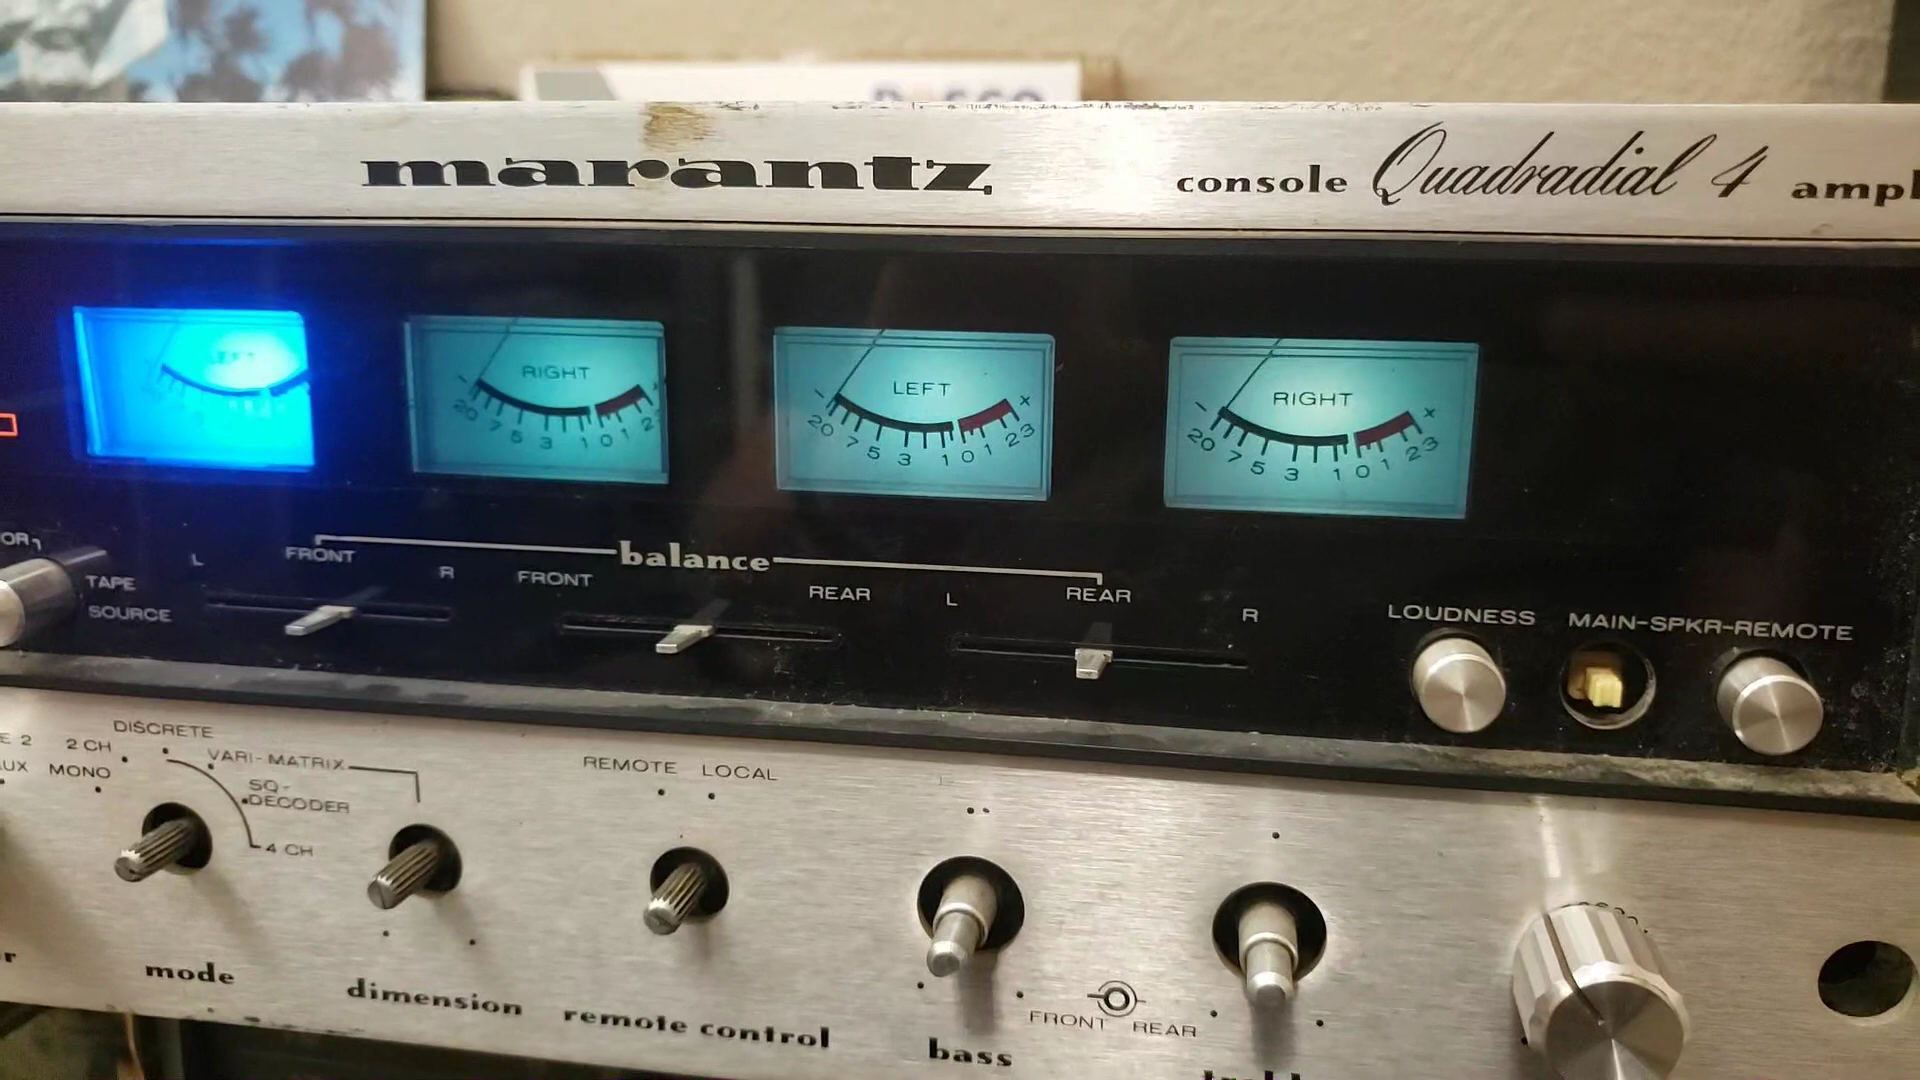 marantz console Quadradial 4 ampl
LEFT
RIGHT
20 7 5 3 1 0 1 2
LEFT
20 7 5 3 1 0 1 2 3
RIGHT
20 7 5 3 1 0 1 2 3
balance
L FRONT R
FRONT REAR
L REAR R
TAPE
SOURCE
LOUDNESS
MAIN-SPKR-REMOTE
DISCRETE
2 2 CH
VARI-MATRIX
MONO
SQ-
DECODER
4 CH
REMOTE LOCAL
FRONT REAR
mode
dimension
remote control
bass